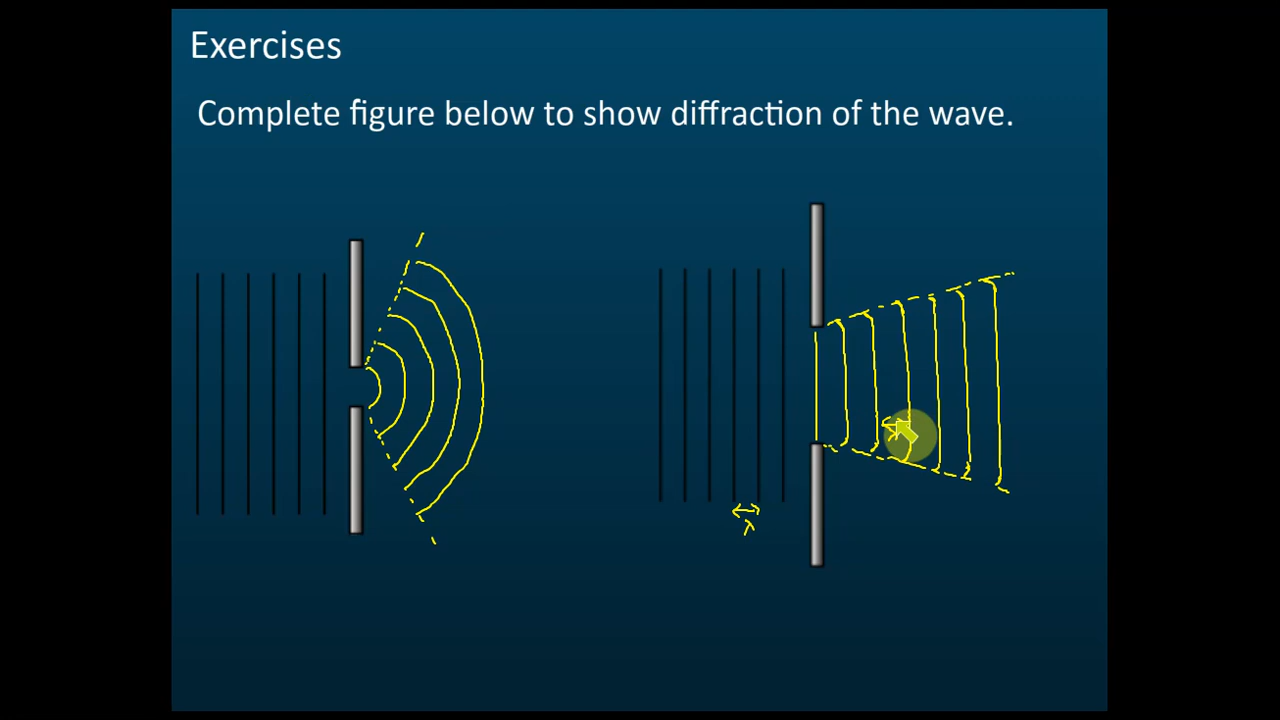 Exercises
Complete figure below to show diffraction of the wave.
λ